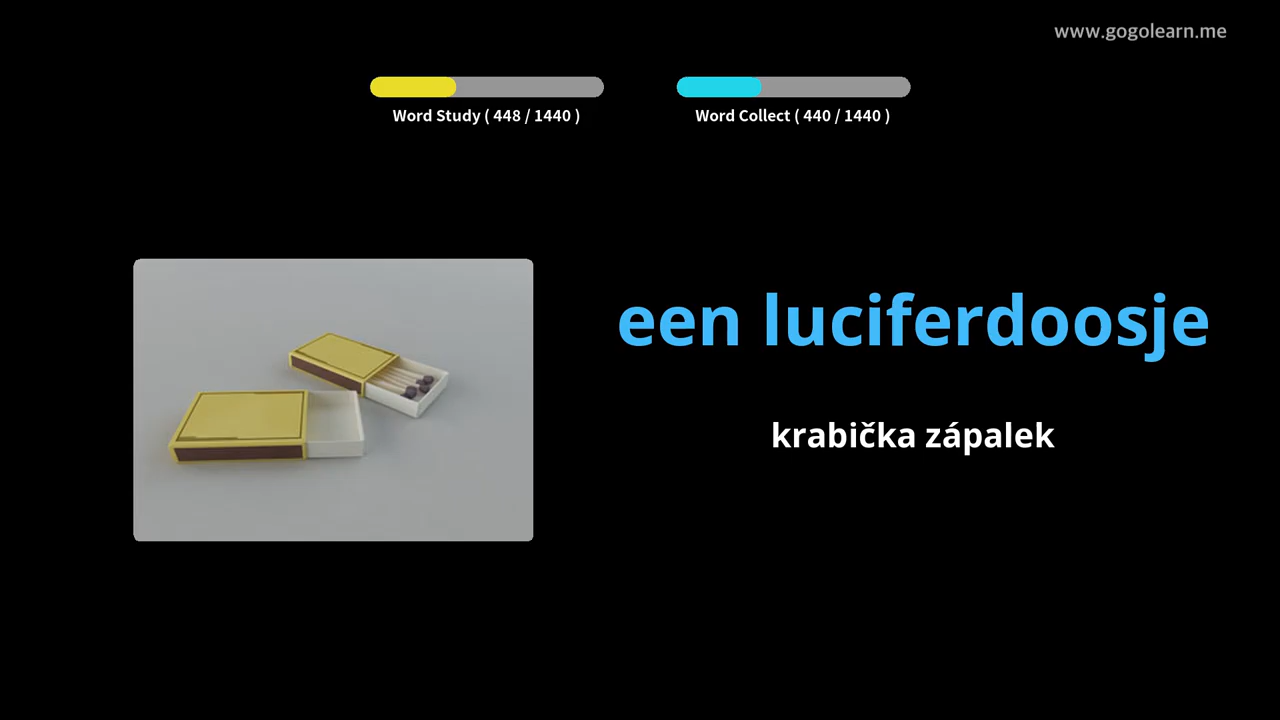 www.gogolearn.me
Word Study ( 448 / 1440 )
Word Collect ( 440 / 1440 )
een luciferdoosje
krabička zápalek